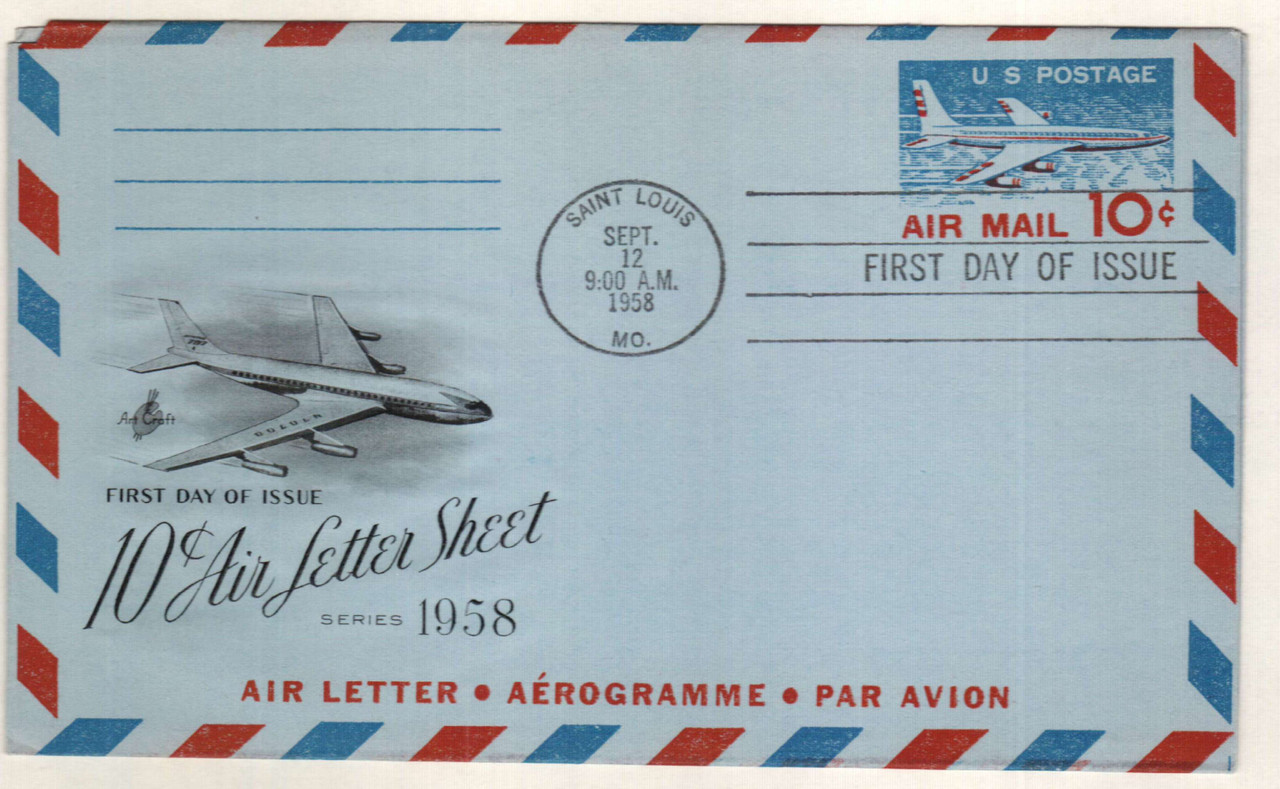 U S POSTAGE
AIR MAIL 10¢
SAINT LOUIS
SEPT.
12
9:00 A.M.
1958
MO.
FIRST DAY OF ISSUE
Art Craft
FIRST DAY OF ISSUE
10¢ Air Letter Sheet
SERIES 1958
AIR LETTER • AÉROGRAMME • PAR AVION